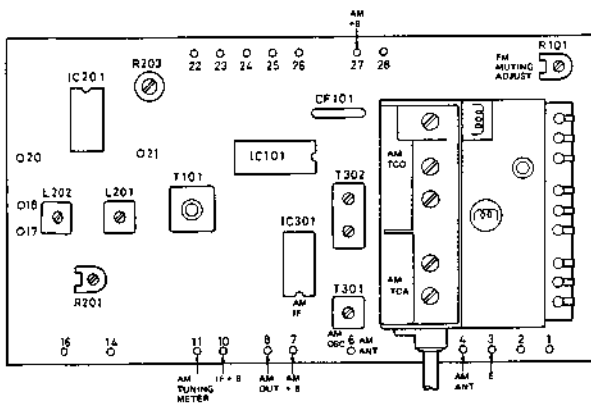 AM
+B
R101
R203
22 23 24 25 26 27 28
FM
MUTING
ADJUST
IC201
CF101
AM
TCO
O20
O21
IC101
T302
L202
L201
T101
O18
O17
IC301
AM
TCA
R201
AM
IF
T301
AM
OSC
6 AM
ANT
16 14 11 10 8 7 4 3 2 1
AM
TUNING
METER
IF + B
AM
OUT
AM
+ B
AM
ANT
E